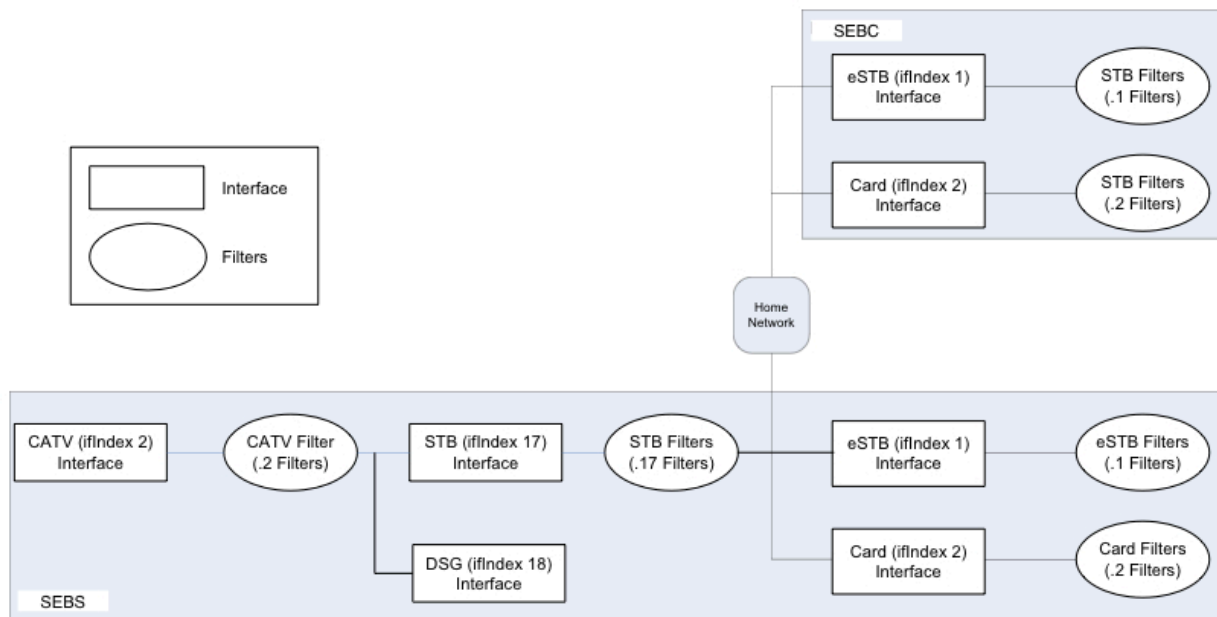 SEBC
eSTB (ifIndex 1)
Interface
STB Filters
(.1 Filters)
Card (ifIndex 2)
Interface
STB Filters
(.2 Filters)
Interface
Filters
Home
Network
CATV (ifIndex 2)
Interface
CATV Filter
(.2 Filters)
STB (ifIndex 17)
Interface
STB Filters
(.17 Filters)
eSTB (ifIndex 1)
Interface
eSTB Filters
(.1 Filters)
DSG (ifIndex 18)
Interface
Card (ifIndex 2)
Interface
Card Filters
(.2 Filters)
SEBS